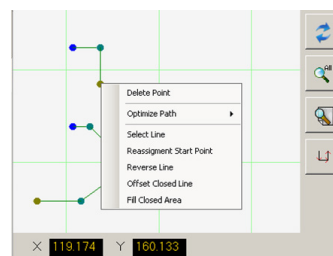 All
Delete Point
Optimize Path
Select Line
Reassigment Start Point
Reverse Line
Offset Closed Line
Fill Closed Area
X 119.174 Y 160.133